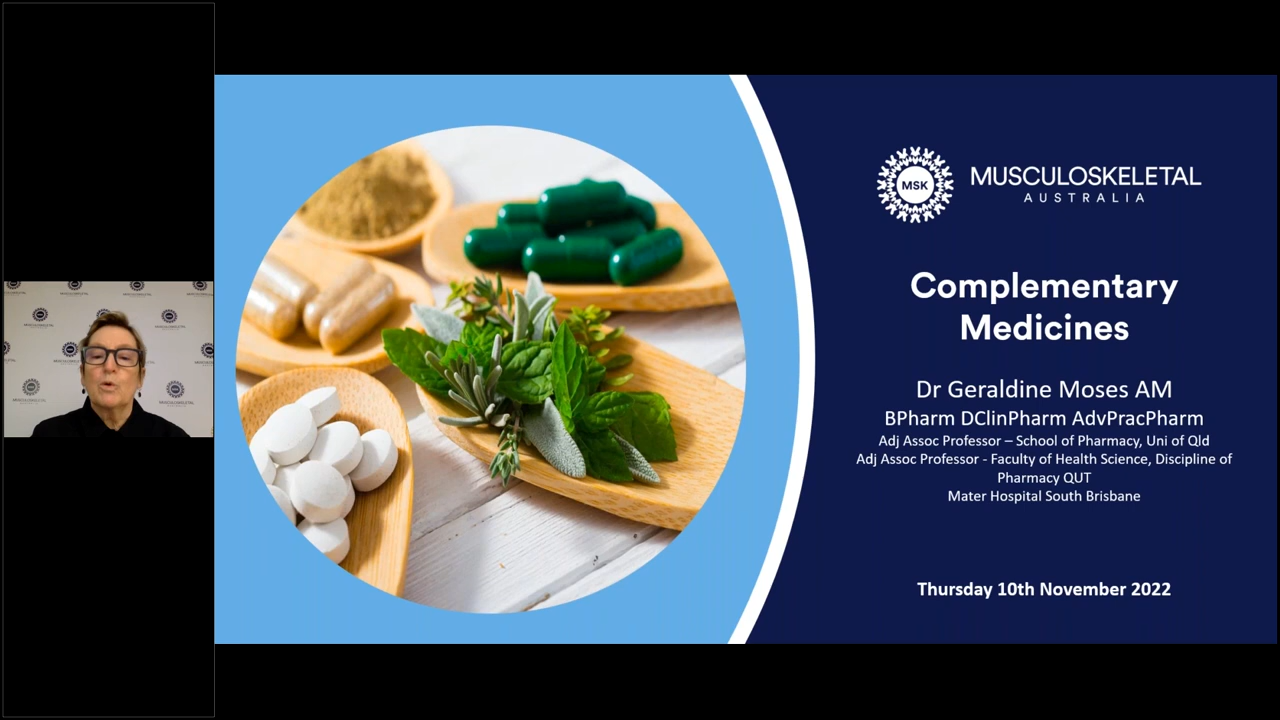 MSK
MUSCULOSKELETAL
AUSTRALIA
Complementary
Medicines
Dr Geraldine Moses AM
BPharm DClinPharm AdvPracPharm
Adj Assoc Professor – School of Pharmacy, Uni of Qld
Adj Assoc Professor - Faculty of Health Science, Discipline of
Pharmacy QUT
Mater Hospital South Brisbane
Thursday 10th November 2022